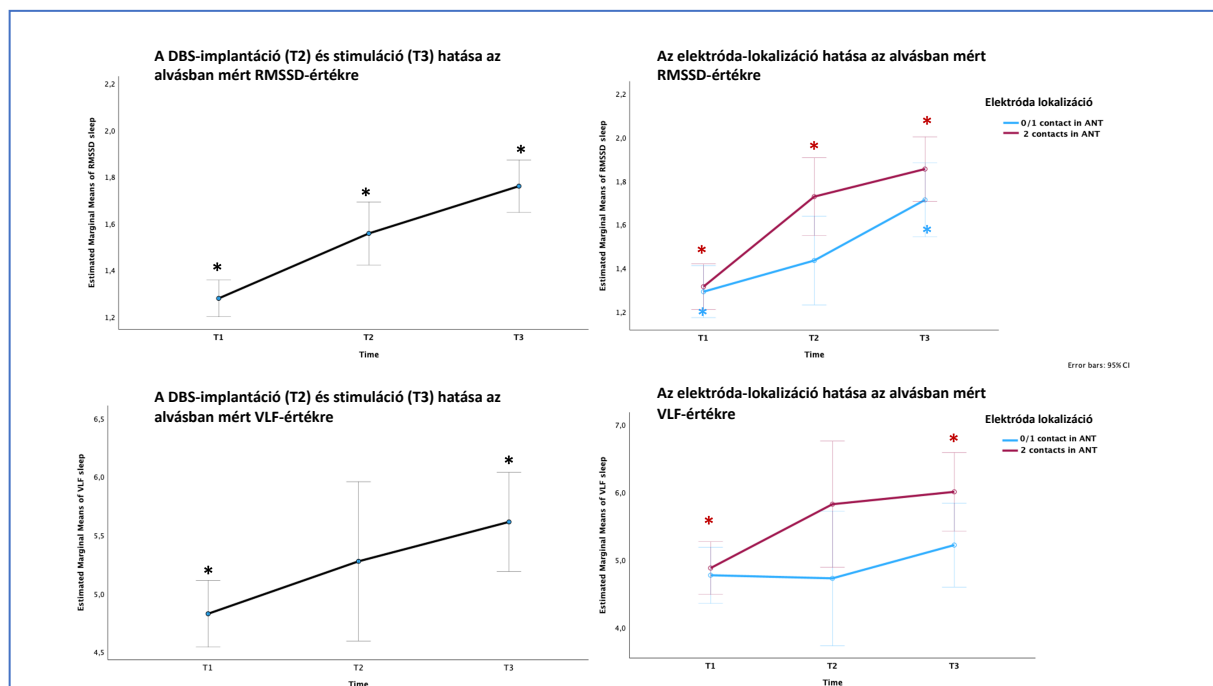 A DBS-implantáció (T2) és stimuláció (T3) hatása az
alvásban mért RMSSD-értékre
Estimated Marginal Means of RMSSD sleep
2,2
2,0
1,8
1,6
1,4
1,2
*
*
*
T1
T2
T3
Time
Az elektróda-lokalizáció hatása az alvásban mért
RMSSD-értékre
Elektróda lokalizáció
0/1 contact in ANT
2 contacts in ANT
Estimated Marginal Means of RMSSD sleep
2,2
2,0
1,8
1,6
1,4
1,2
*
*
*
*
*
T1
T2
T3
Time
Error bars: 95% CI
A DBS-implantáció (T2) és stimuláció (T3) hatása az
alvásban mért VLF-értékre
Estimated Marginal Means of VLF sleep
6,5
6,0
5,5
5,0
4,5
*
*
T1
T2
T3
Time
Az elektróda-lokalizáció hatása az alvásban mért
VLF-értékre
Elektróda lokalizáció
0/1 contact in ANT
2 contacts in ANT
Estimated Marginal Means of VLF sleep
7,0
6,0
5,0
4,0
*
*
T1
T2
T3
Time